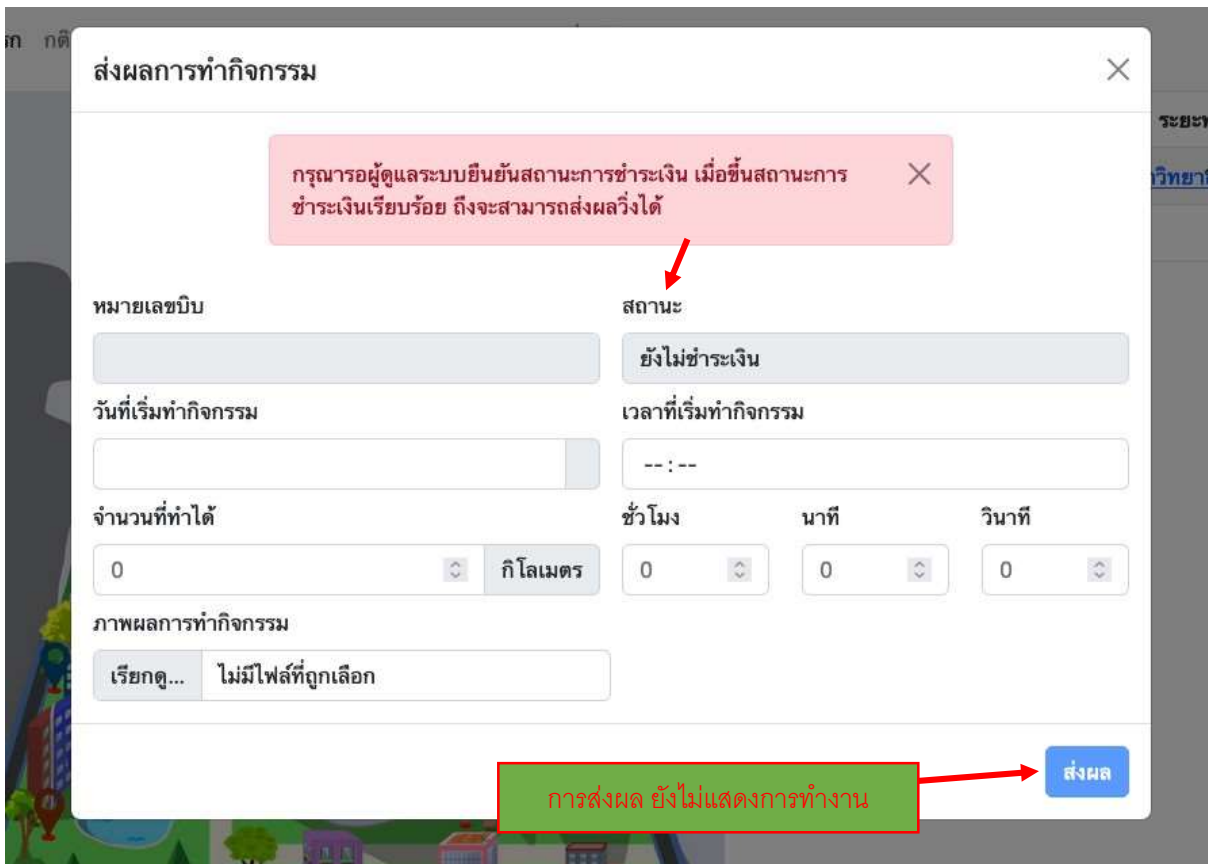 ส่งผลการทำกิจกรรม
กรุณารอผู้ดูแลระบบยืนยันสถานะการชำระเงิน เมื่อขึ้นสถานะการ
ชำระเงินเรียบร้อย ถึงจะสามารถส่งผลวิ่งได้
หมายเลขบิบ
สถานะ
ยังไม่ชำระเงิน
วันที่เริ่มทำกิจกรรม
เวลาที่เริ่มทำกิจกรรม
--:--
จำนวนที่ทำได้
ชั่วโมง นาที วินาที
0 กิโลเมตร
0 0 0
ภาพผลการทำกิจกรรม
เรียกดู... ไม่มีไฟล์ที่ถูกเลือก
ส่งผล
การส่งผล ยังไม่แสดงการทำงาน